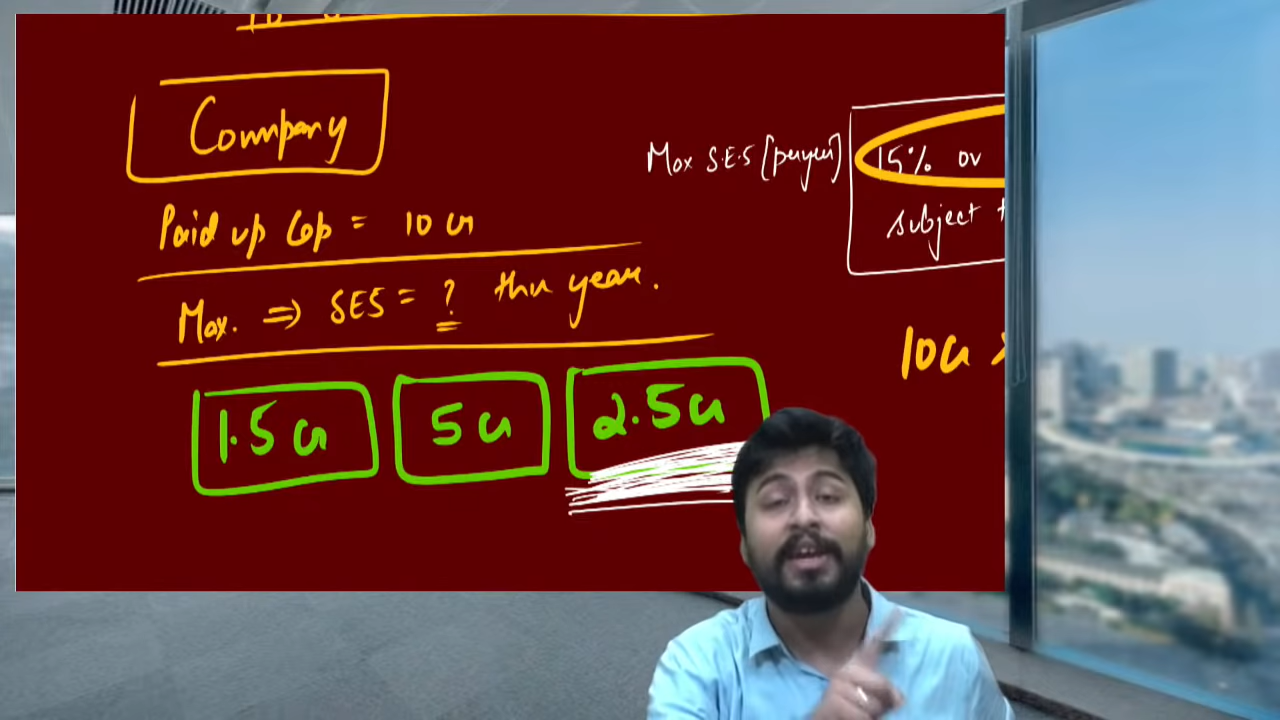 Company
Paid up Cap = 10 cr
Max. ⇒ SES = ? this year.
1.5 cr
5 cr
2.5 cr
Max S.E.S (per year)
15% or
subject
10 cr